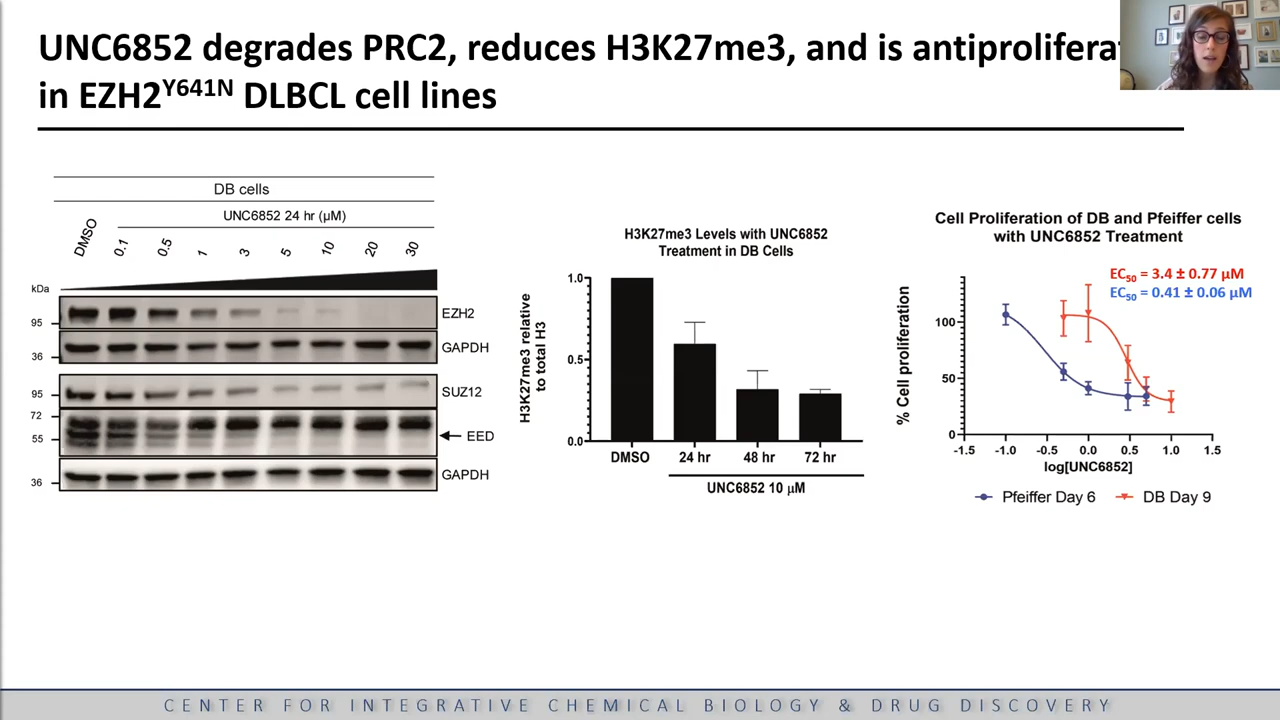 UNC6852 degrades PRC2, reduces H3K27me3, and is antiprolifera
in EZH2Y641N DLBCL cell lines
DB cells
UNC6852 24 hr (µM)
DMSO 0.1 0.5 1 3 5 10 20 30
kDa
95
EZH2
36
GAPDH
95
SUZ12
72
55
EED
36
GAPDH
H3K27me3 Levels with UNC6852
Treatment in DB Cells
H3K27me3 relative
to total H3
1.0
0.5
0.0
DMSO 24 hr 48 hr 72 hr
UNC6852 10 µM
Cell Proliferation of DB and Pfeiffer cells
with UNC6852 Treatment
EC50 = 3.4 ± 0.77 µM
EC50 = 0.41 ± 0.06 µM
% Cell proliferation
100
50
0
-1.5 -1.0 -0.5 0.0 0.5 1.0 1.5
log[UNC6852]
Pfeiffer Day 6 DB Day 9
CENTER FOR INTEGRATIVE CHEMICAL BIOLOGY & DRUG DISCOVERY